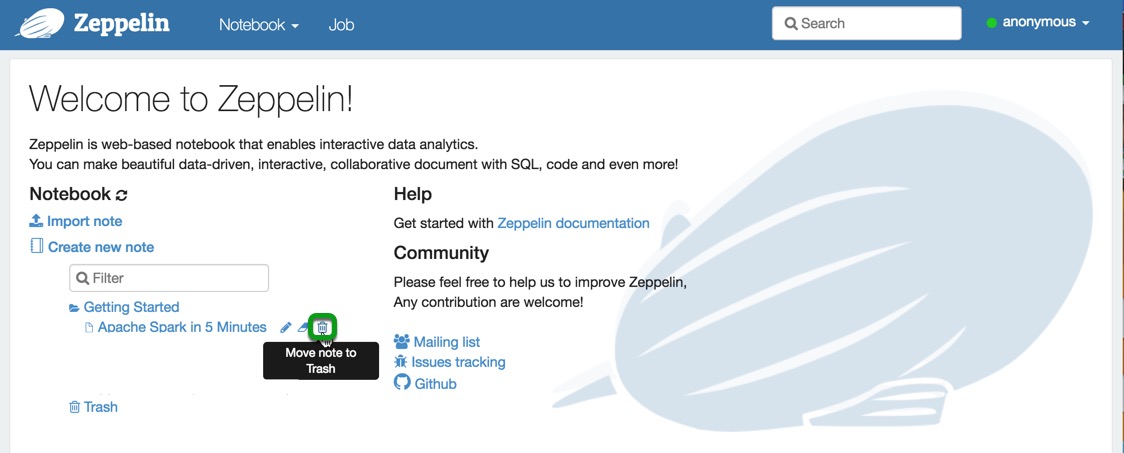 Zeppelin
Notebook
Job
Search
anonymous
Welcome to Zeppelin!
Zeppelin is web-based notebook that enables interactive data analytics.
You can make beautiful data-driven, interactive, collaborative document with SQL, code and even more!
Notebook
Import note
Create new note
Filter
Getting Started
Apache Spark in 5 Minutes
Move note to
Trash
Trash
Help
Get started with Zeppelin documentation
Community
Please feel free to help us to improve Zeppelin,
Any contribution are welcome!
Mailing list
Issues tracking
Github